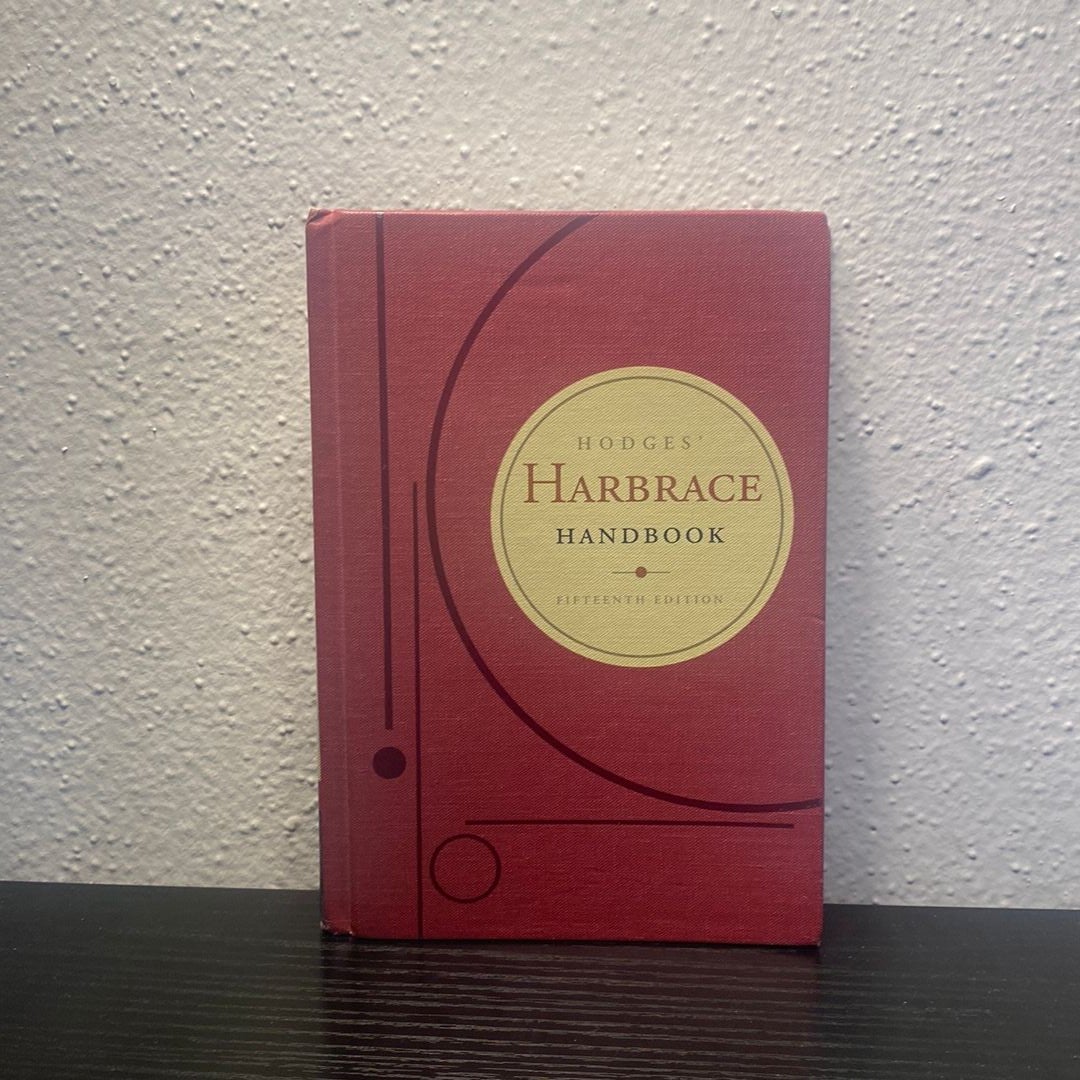 HODGES'
HARBRACE
HANDBOOK
FIFTEENTH EDITION